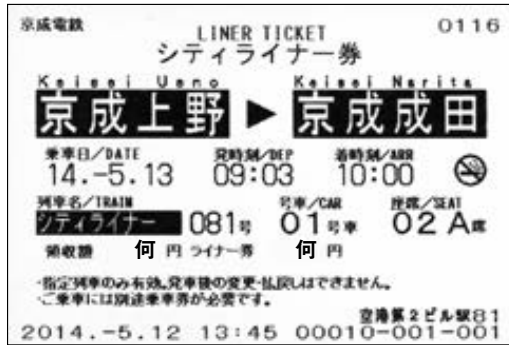 京成電鉄 0116
LINER TICKET
シティライナー券
Keisei Ueno Keisei Narita
京成上野 ▶ 京成成田
乗車日/DATE 発時刻/DEP 着時刻/ARR
14.-5.13 09:03 10:00
列車名/TRAIN 号車/CAR 座席/SEAT
シティライナー 081号 01号車 02A席
領収額 何 円 ライナー券 何 円
・指定列車のみ有効。発車後の変更・払戻しはできません。
・ご乗車には別途乗車券が必要です。
空港第2ビル駅81
2014.-5.12 13:45 00010-001-001